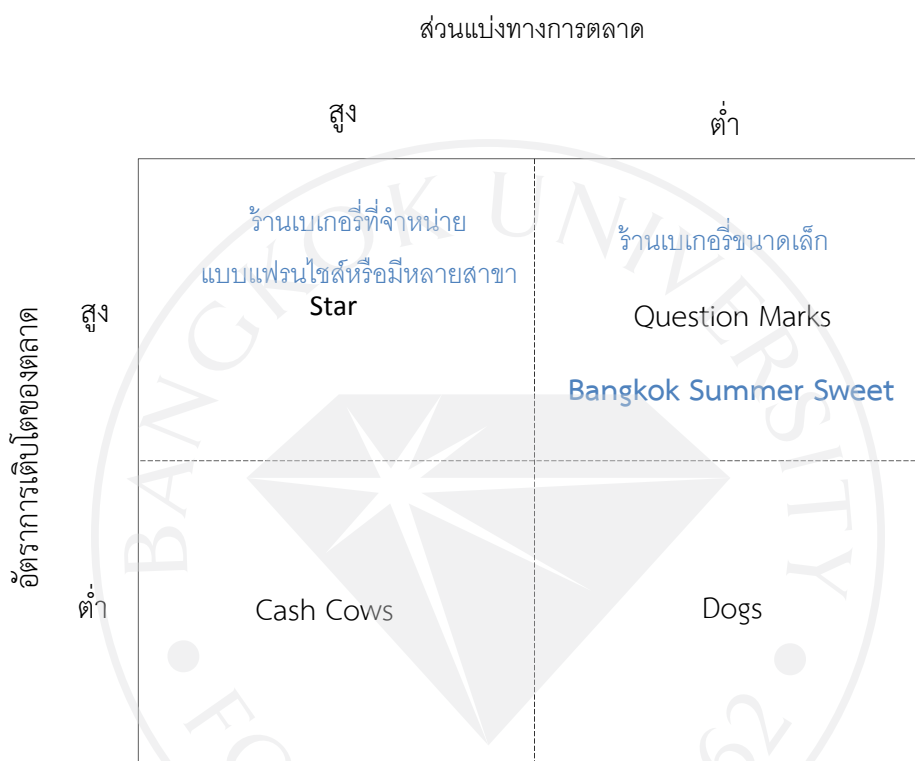 ส่วนแบ่งทางการตลาด
สูง
ต่ำ
ร้านเบเกอรี่ที่จำหน่าย
แบบแฟรนไชส์หรือมีหลายสาขา
Star
ร้านเบเกอรี่ขนาดเล็ก
Question Marks
Bangkok Summer Sweet
อัตราการเติบโตของตลาด
สูง
ต่ำ
Cash Cows
Dogs
BANGKOK UNIVERSITY